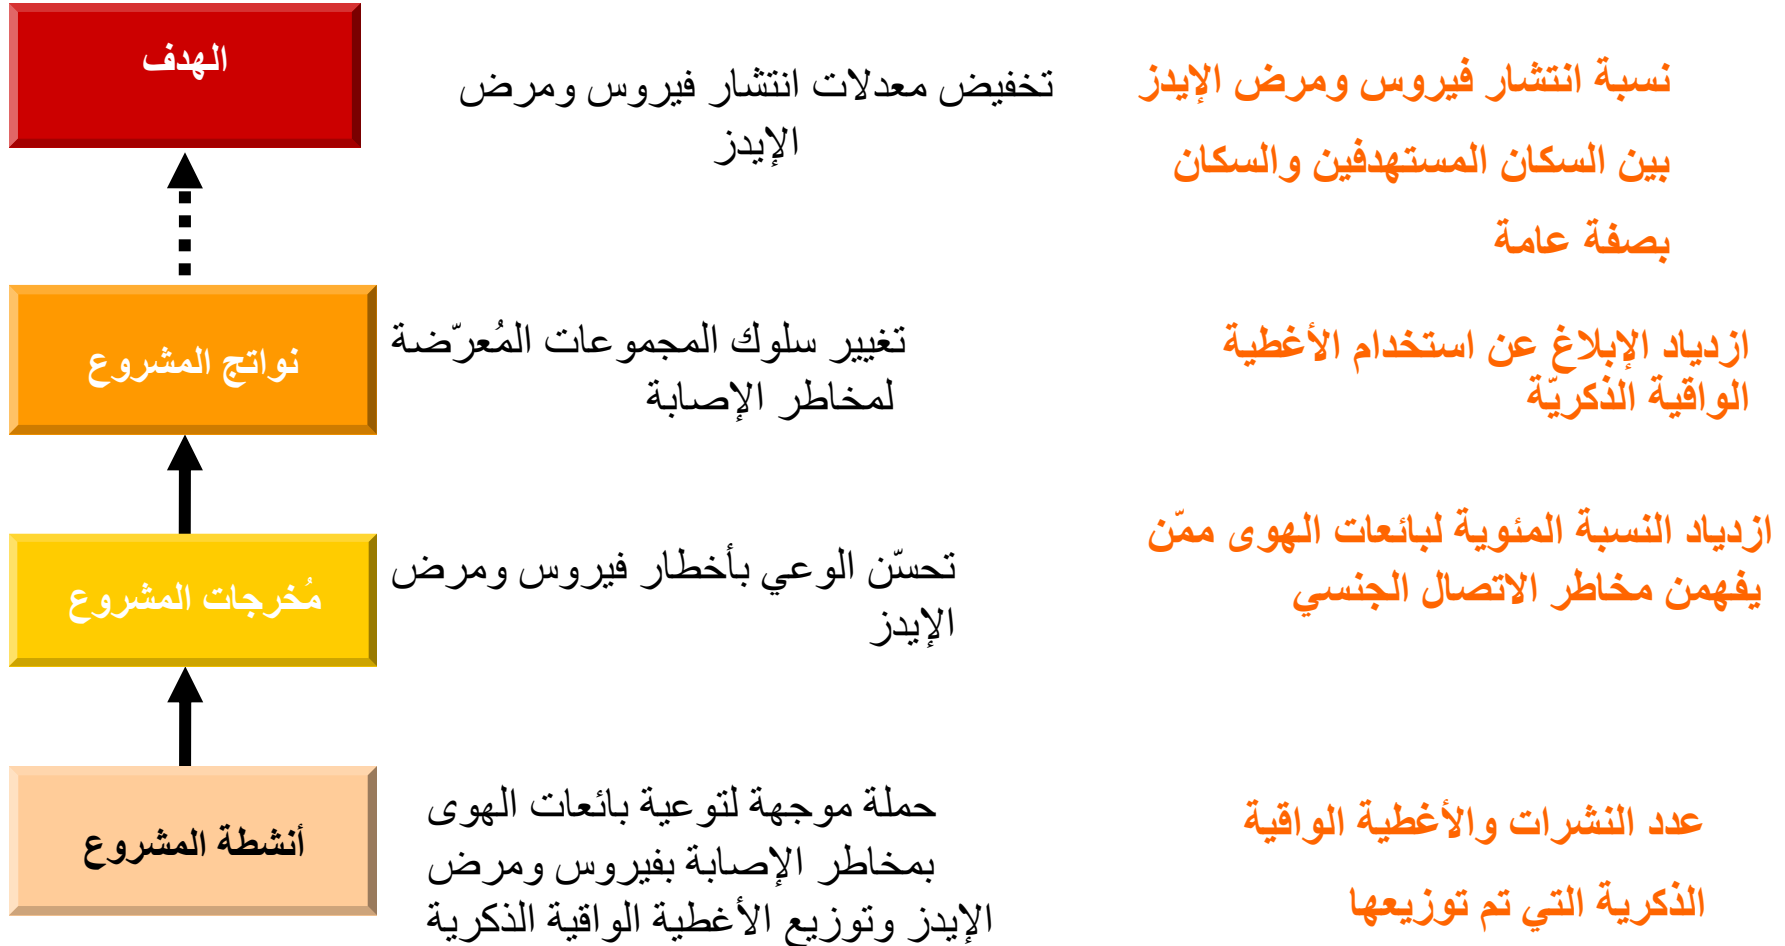 الهدف
تخفيض معدلات انتشار فيروس ومرض
الإيدز
نسبة انتشار فيروس ومرض الإيدز
بين السكان المستهدفين والسكان
بصفة عامة
نواتج المشروع
تغيير سلوك المجموعات المُعرّضة
لمخاطر الإصابة
ازدياد الإبلاغ عن استخدام الأغطية
الواقية الذكريّة
مُخرجات المشروع
تحسّن الوعي بأخطار فيروس ومرض
الإيدز
ازدياد النسبة المئوية لبائعات الهوى ممّن
يفهمن مخاطر الاتصال الجنسي
أنشطة المشروع
حملة موجهة لتوعية بائعات الهوى
بمخاطر الإصابة بفيروس ومرض
الإيدز وتوزيع الأغطية الواقية الذكرية
عدد النشرات والأغطية الواقية
الذكرية التي تم توزيعها